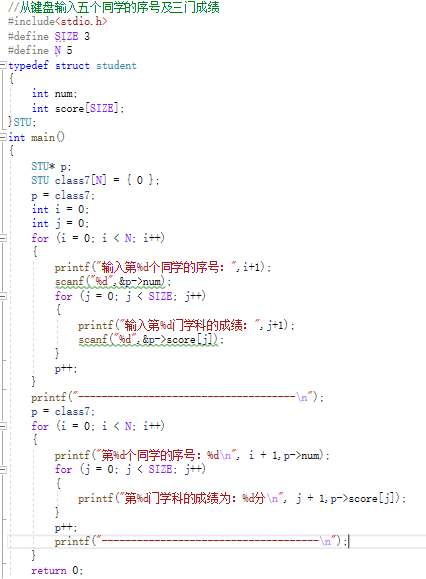 //从键盘输入五个同学的序号及三门成绩
#include<stdio.h>
#define SIZE 3
#define N 5
typedef struct student
{
int num;
int score[SIZE];
}STU;
int main()
{
STU* p;
STU class7[N] = { 0 };
p = class7;
int i = 0;
int j = 0;
for (i = 0; i < N; i++)
{
printf("输入第%d个同学的序号: ",i+1);
scanf("%d",&p->num);
for (j = 0; j < SIZE; j++)
{
printf("输入第%d门学科的成绩: ",j+1);
scanf("%d",&p->score[j]);
}
p++;
}
printf("-------------------------------------\n");
p = class7;
for (i = 0; i < N; i++)
{
printf("第%d个同学的序号: %d\n", i + 1,p->num);
for (j = 0; j < SIZE; j++)
{
printf("第%d门学科的成绩为: %d分\n", j + 1,p->score[j]);
}
p++;
printf("-------------------------------------\n");
}
return 0;